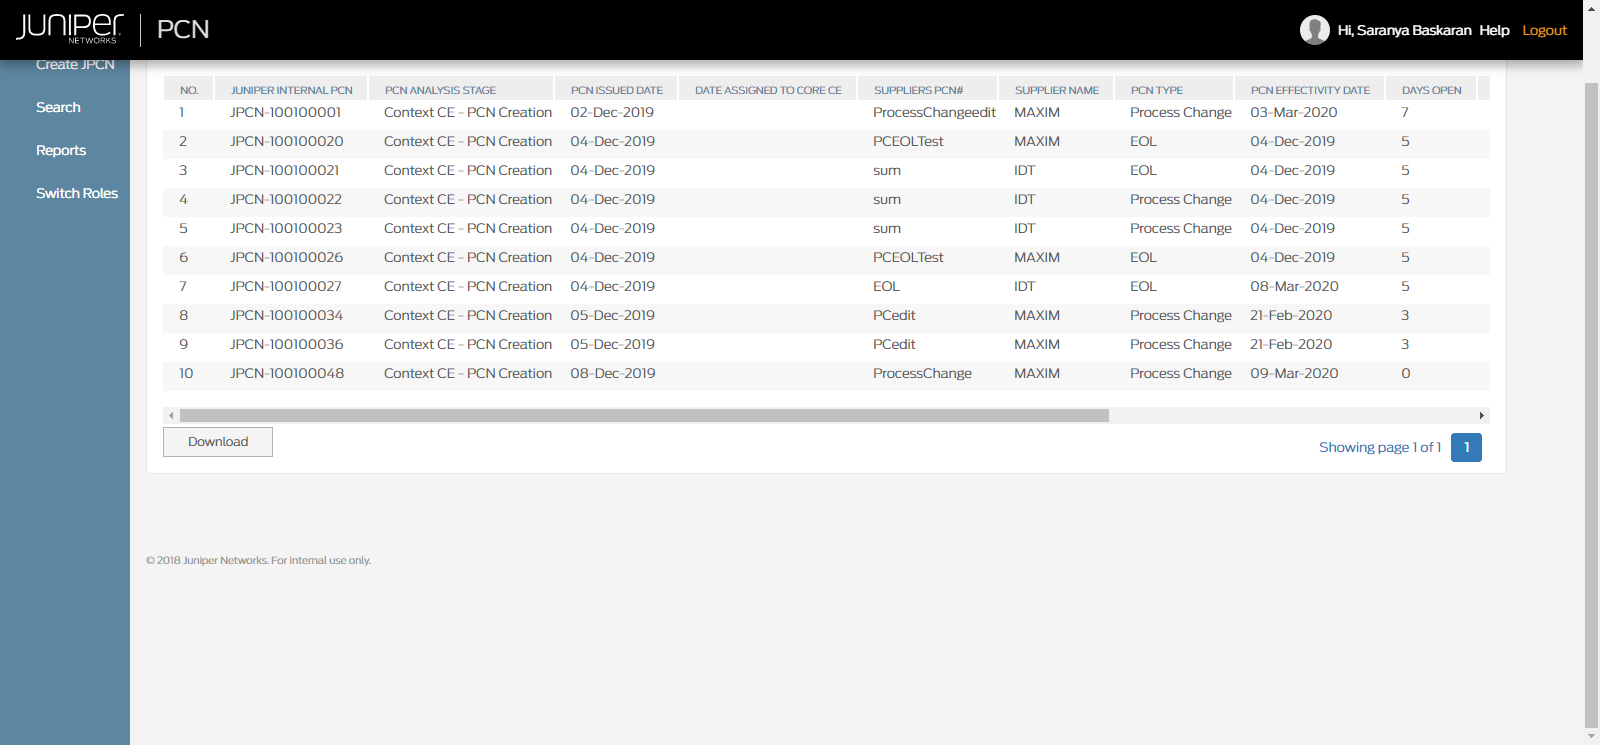 JUNIPER NETWORKS PCN Hi, Saranya Baskaran Help Logout
Create JPCN
Search
Reports
Switch Roles
NO. JUNIPER INTERNAL PCN PCN ANALYSIS STAGE PCN ISSUED DATE DATE ASSIGNED TO CORE CE SUPPLIERS PCN# SUPPLIER NAME PCN TYPE PCN EFFECTIVITY DATE DAYS OPEN
1 JPCN-100100001 Context CE - PCN Creation 02-Dec-2019 ProcessChangeedit MAXIM Process Change 03-Mar-2020 7
2 JPCN-100100020 Context CE - PCN Creation 04-Dec-2019 PCEOLTest MAXIM EOL 04-Dec-2019 5
3 JPCN-100100021 Context CE - PCN Creation 04-Dec-2019 sum IDT EOL 04-Dec-2019 5
4 JPCN-100100022 Context CE - PCN Creation 04-Dec-2019 sum IDT Process Change 04-Dec-2019 5
5 JPCN-100100023 Context CE - PCN Creation 04-Dec-2019 sum IDT Process Change 04-Dec-2019 5
6 JPCN-100100026 Context CE - PCN Creation 04-Dec-2019 PCEOLTest MAXIM EOL 04-Dec-2019 5
7 JPCN-100100027 Context CE - PCN Creation 04-Dec-2019 EOL IDT EOL 08-Mar-2020 5
8 JPCN-100100034 Context CE - PCN Creation 05-Dec-2019 PCedit MAXIM Process Change 21-Feb-2020 3
9 JPCN-100100036 Context CE - PCN Creation 05-Dec-2019 PCedit MAXIM Process Change 21-Feb-2020 3
10 JPCN-100100048 Context CE - PCN Creation 08-Dec-2019 ProcessChange MAXIM Process Change 09-Mar-2020 0
Download
Showing page 1 of 1 1
© 2018 Juniper Networks. For internal use only.